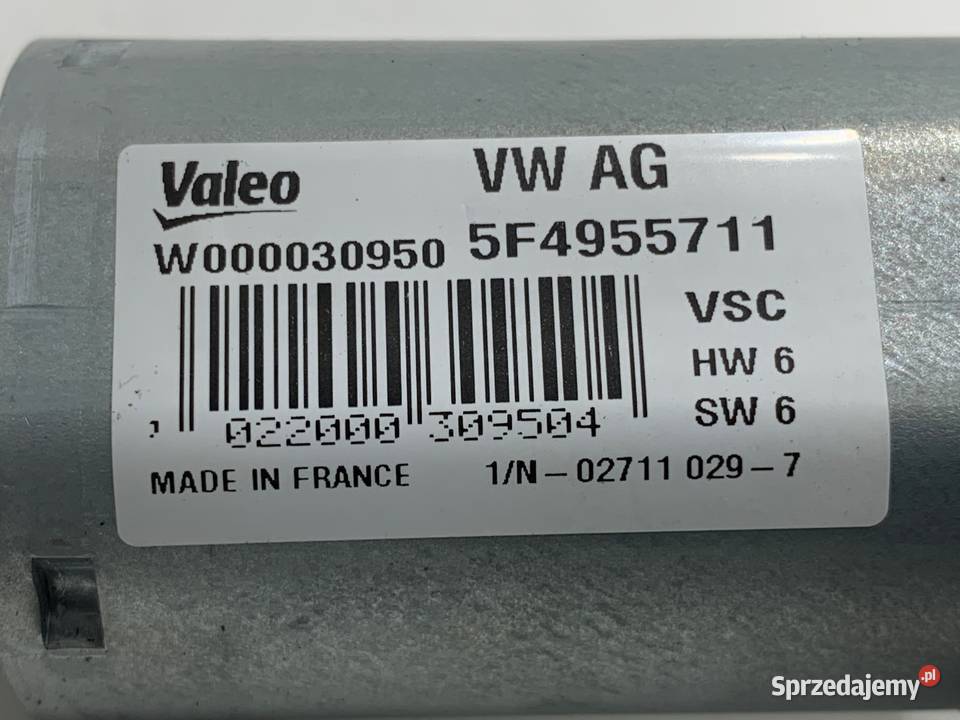 Valeo
VW AG
W000030950 5F4955711
VSC
HW 6
SW 6
022000 309504
MADE IN FRANCE 1/N-02711 029-7
Sprzedajemy.pl